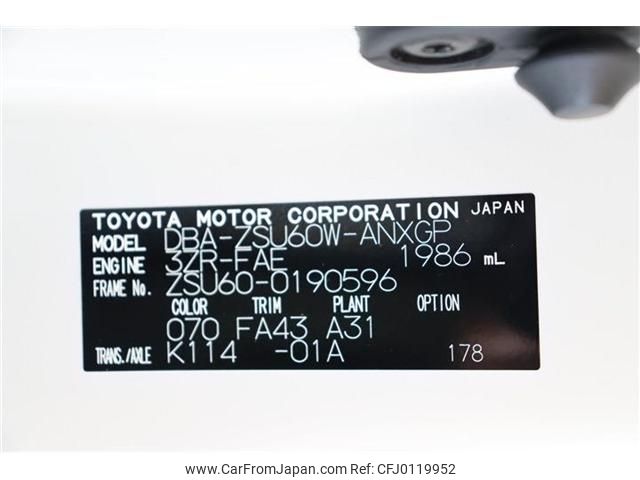 TOYOTA MOTOR CORPORATION JAPAN
MODEL DBA-ZSU60W-ANXGP
ENGINE 3ZR-FAE 1986 mL
FRAME No. ZSU60-0190596
COLOR TRIM PLANT OPTION
070 FA43 A31
TRANS./AXLE K114 -01A 178
www.CarFromJapan.com | Ref No: CFJ0119952